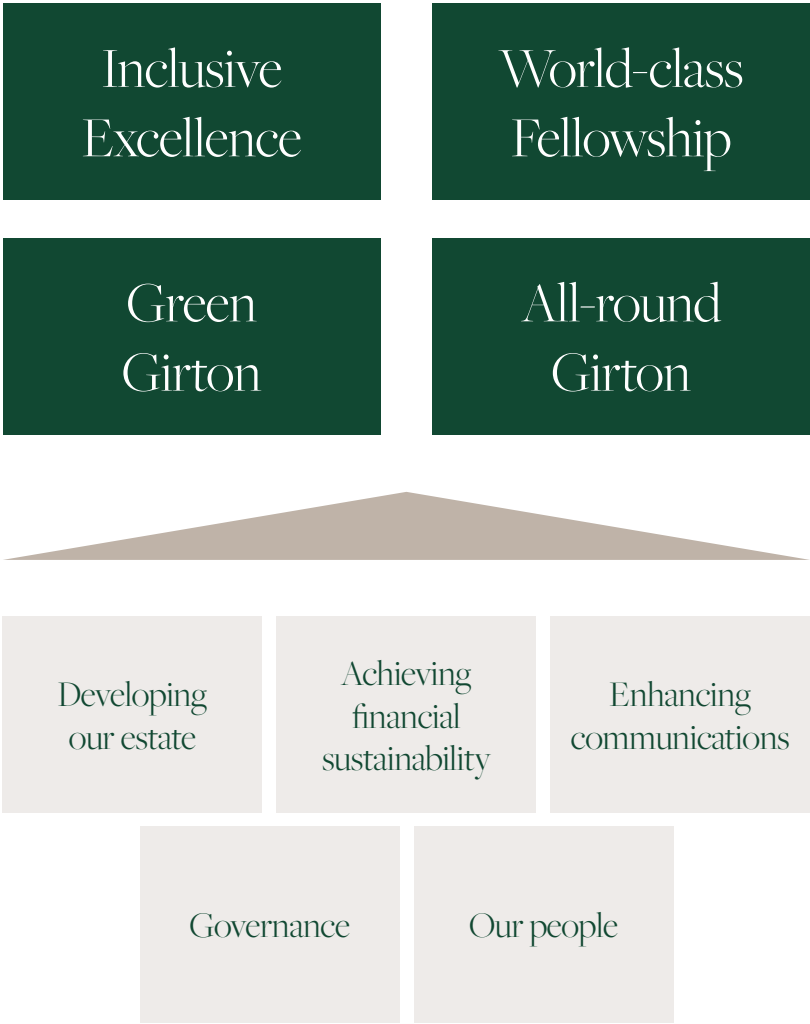 Inclusive
Excellence
World-class
Fellowship
Green
Girton
All-round
Girton
Developing
our estate
Achieving
financial
sustainability
Enhancing
communications
Governance
Our people